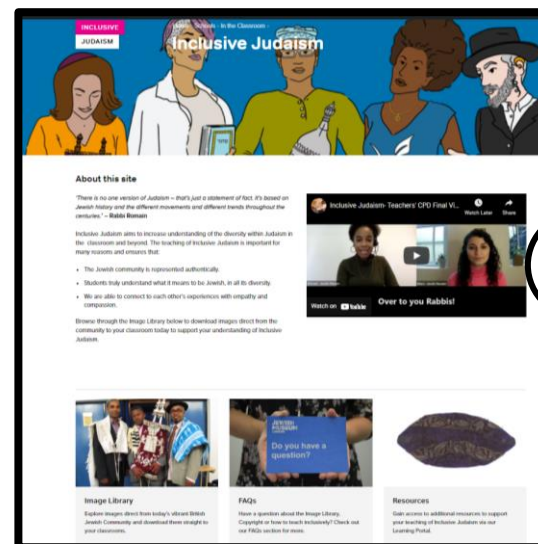 INCLUSIVE
JUDAISM
Schools - In the Classroom -
Inclusive Judaism
About this site
'There is no one version of Judaism – that's just a statement of fact. It's based on
Jewish history and the different movements and different trends throughout the
centuries.' – Rabbi Romain
Inclusive Judaism aims to increase understanding of the diversity within Judaism in
the classroom and beyond. The teaching of Inclusive Judaism is important for
many reasons and ensures that:
• The Jewish community is represented authentically.
• Students truly understand what it means to be Jewish, in all its diversity.
• We are able to connect to each other's experiences with empathy and
compassion.
Browse through the Image Library below to download images direct from the
community to your classroom today to support your understanding of Inclusive
Judaism.
Inclusive Judaism- Teachers' CPD Final Vi...
Watch Later
Share
Watch on YouTube
Over to you Rabbis!
JEWISH
MUSEUM
LONDON
Do you have a
question?
Image Library
Explore images direct from today's vibrant British
Jewish Community and download them straight to
your classrooms.
FAQs
Have a question about the Image Library,
Copyright or how to teach inclusively? Check out
our FAQs section for more.
Resources
Gain access to additional resources to support
your teaching of Inclusive Judaism via our
Learning Portal.